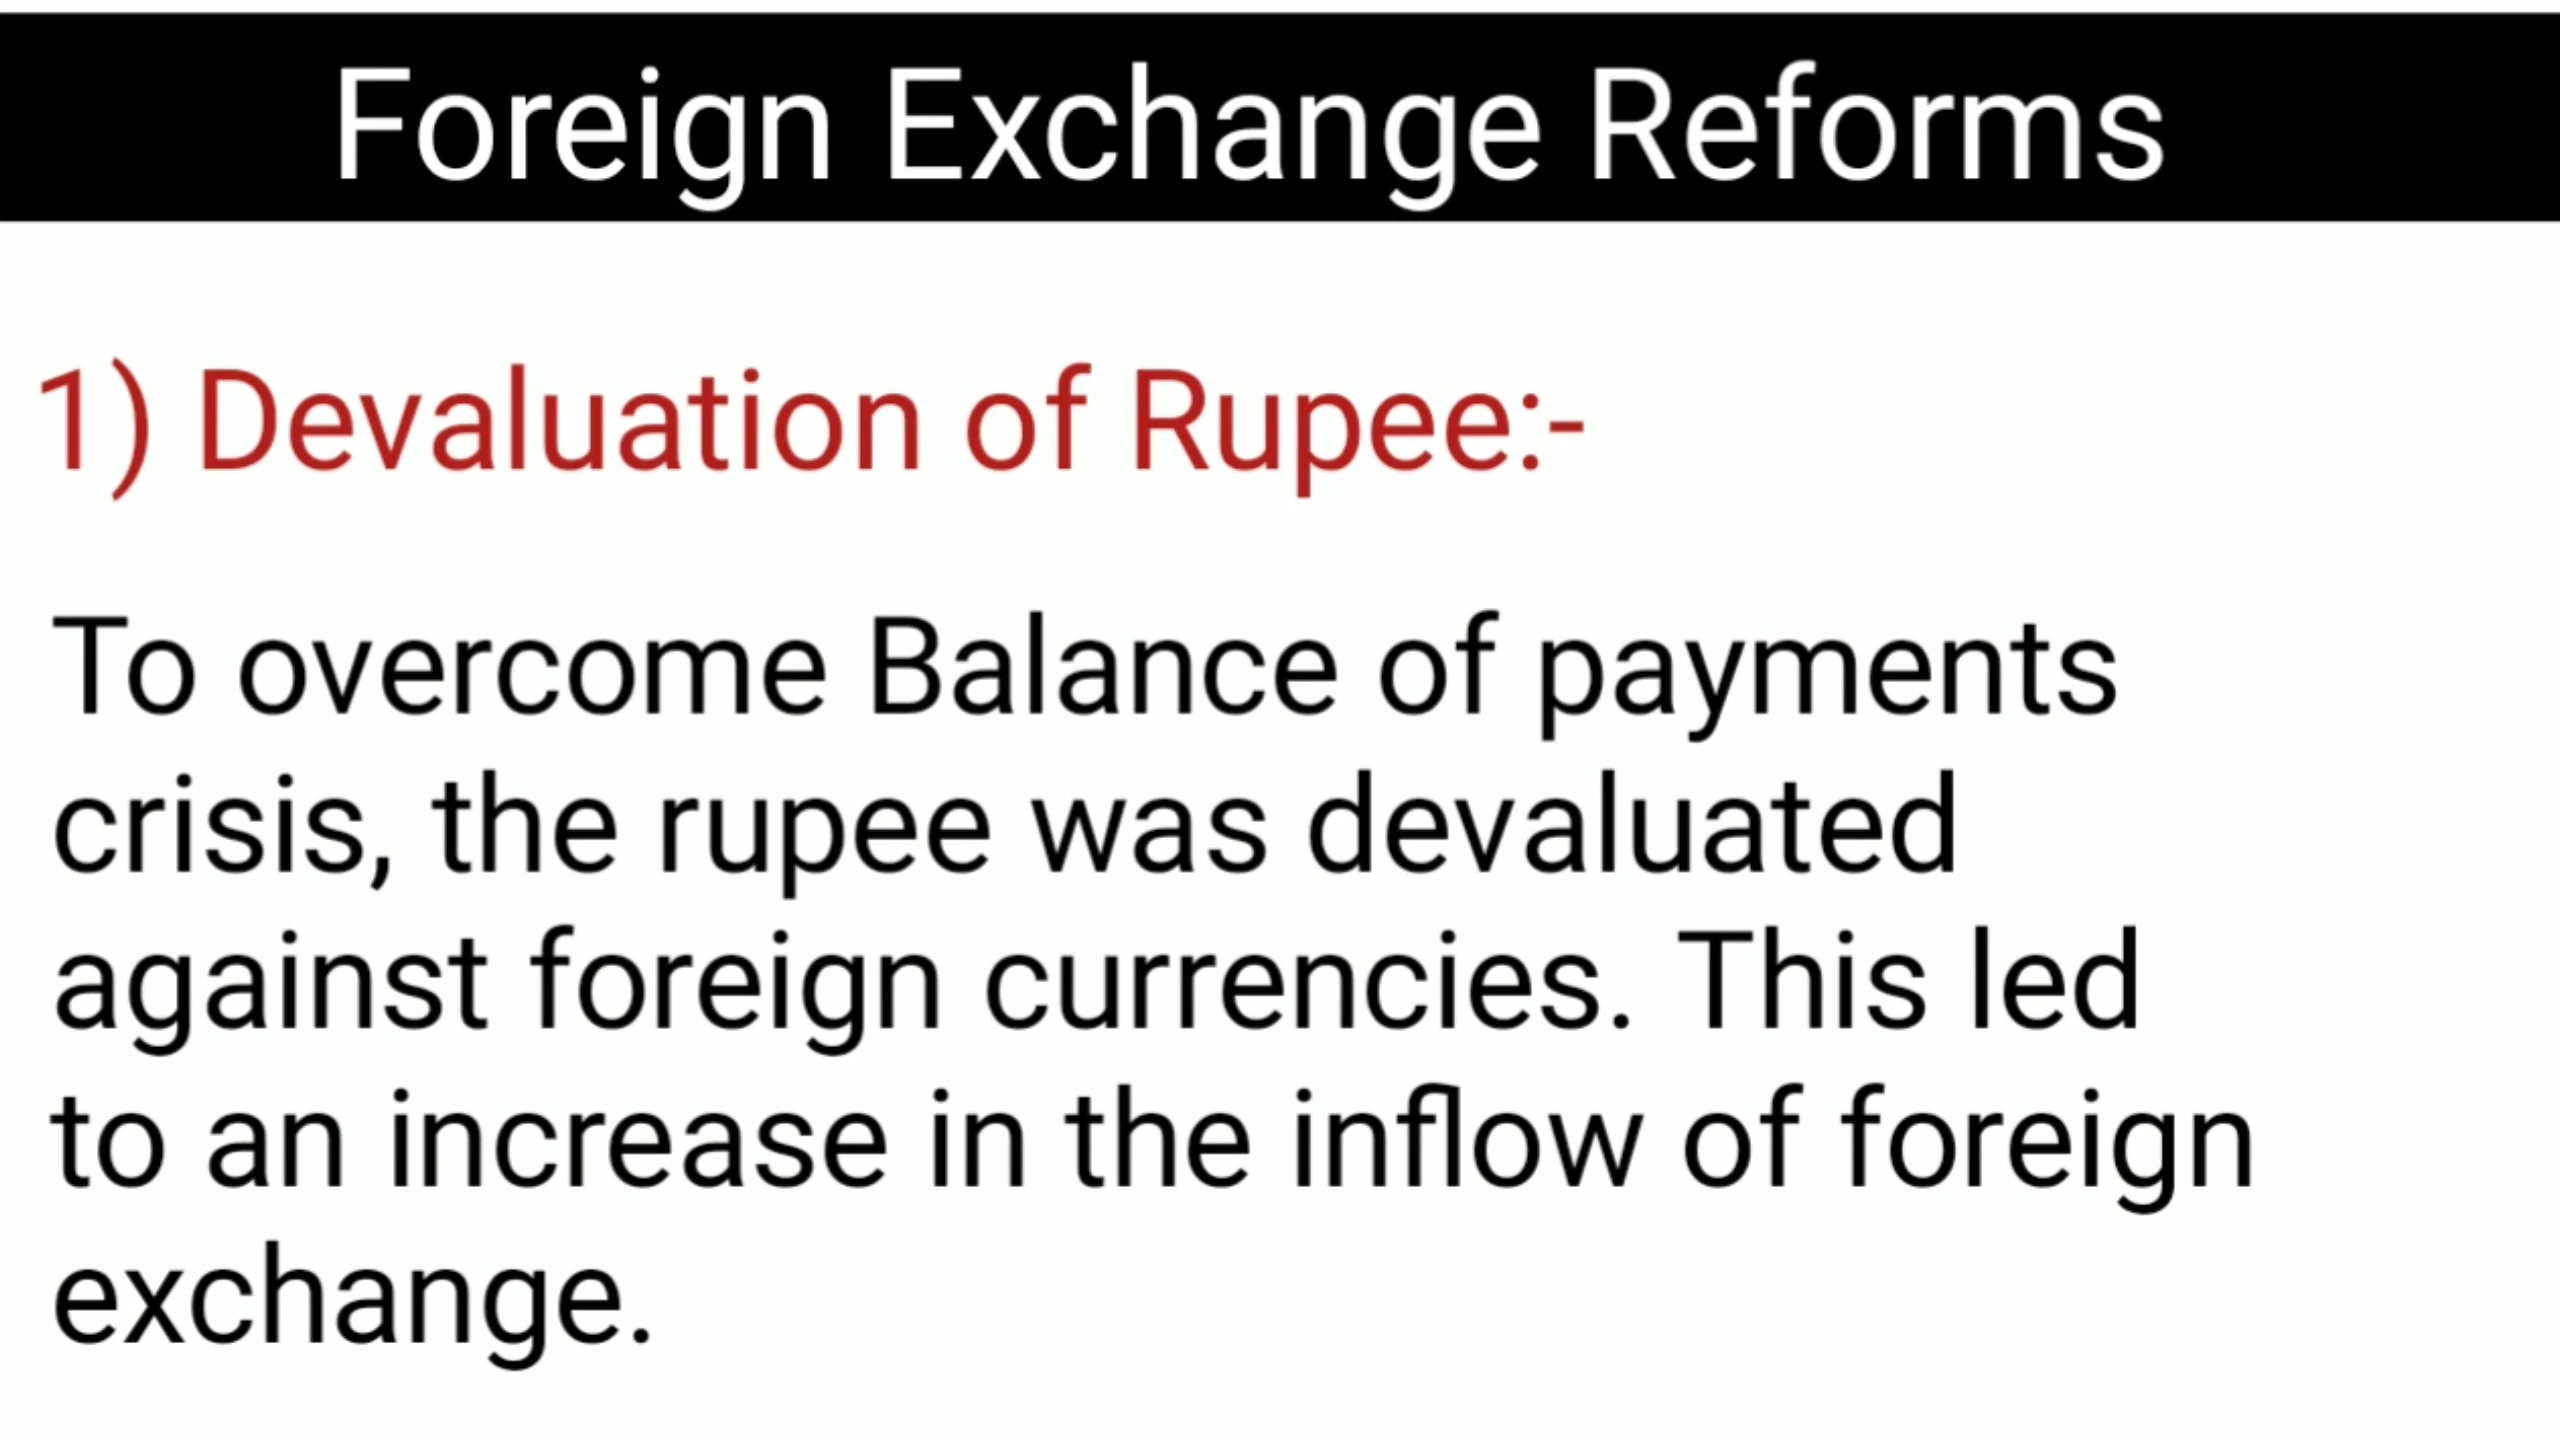 Foreign Exchange Reforms
1) Devaluation of Rupee:-
To overcome Balance of payments
crisis, the rupee was devaluated
against foreign currencies. This led
to an increase in the inflow of foreign
exchange.